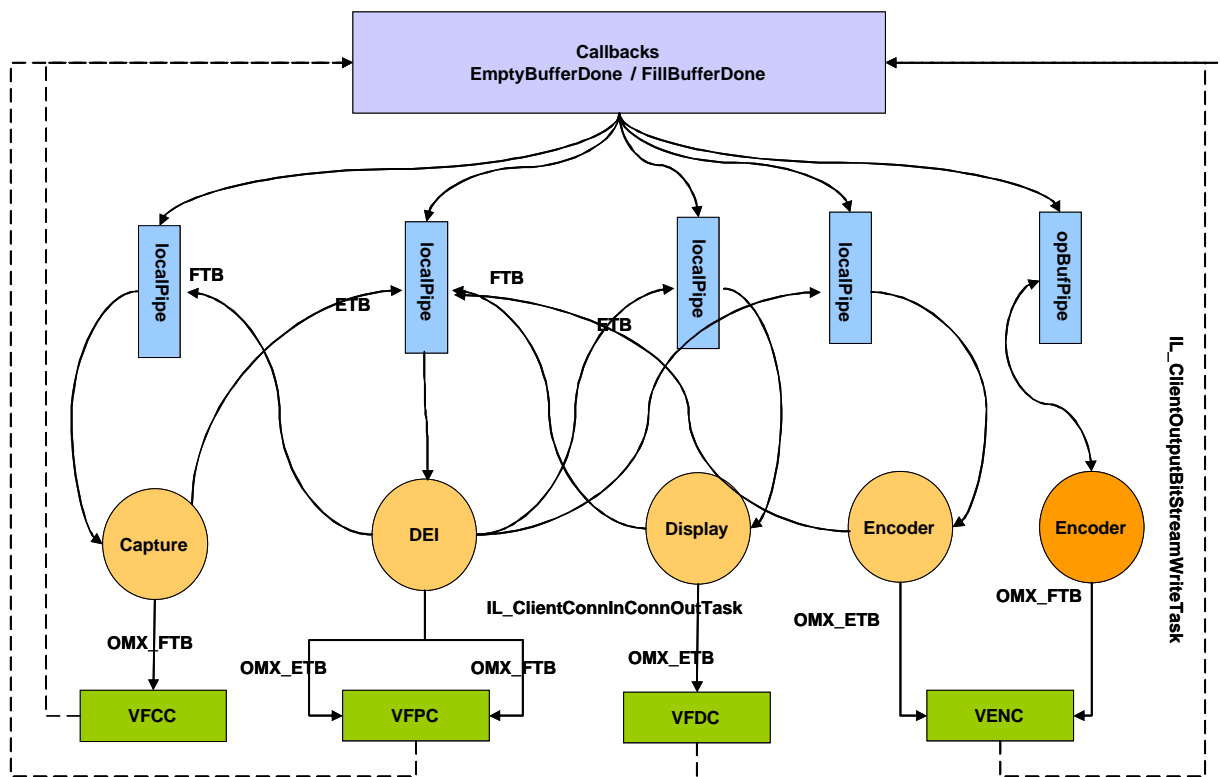 Callbacks
EmptyBufferDone / FillBufferDone
localPipe
localPipe
localPipe
localPipe
opBufPipe
FTB
ETB
FTB
ETB
IL_ClientOutputBitStreamWriteTask
Capture
DEI
Display
Encoder
Encoder
IL_ClientConnInConnOutTask
OMX_FTB
OMX_ETB
OMX_FTB
OMX_ETB
OMX_ETB
OMX_FTB
VFCC
VFPC
VFDC
VENC